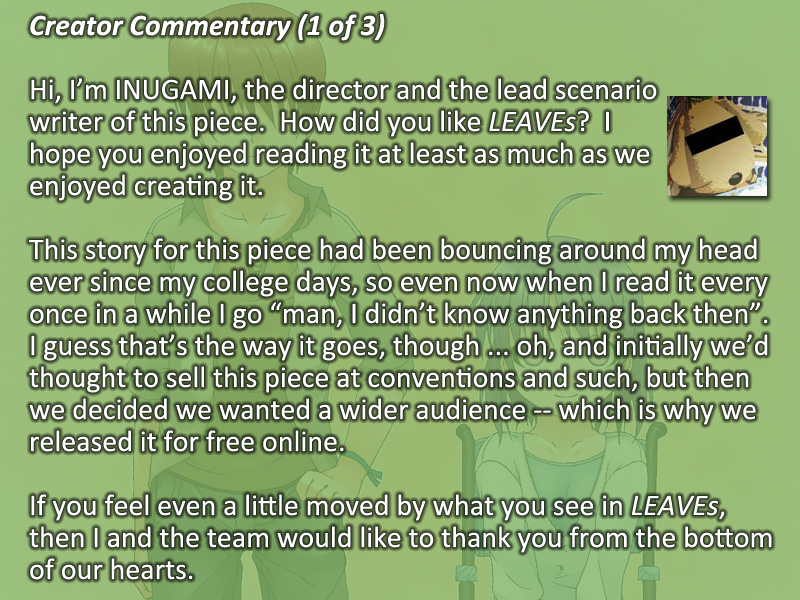 Creator Commentary (1 of 3)
Hi, I'm INUGAMI, the director and the lead scenario
writer of this piece.  How did you like LEAVEs?  I
hope you enjoyed reading it at least as much as we
enjoyed creating it.
This story for this piece had been bouncing around my head
ever since my college days, so even now when I read it every
once in a while I go “man, I didn't know anything back then”.
I guess that's the way it goes, though ... oh, and initially we'd
thought to sell this piece at conventions and such, but then
we decided we wanted a wider audience -- which is why we
released it for free online.
If you feel even a little moved by what you see in LEAVEs,
then I and the team would like to thank you from the bottom
of our hearts.